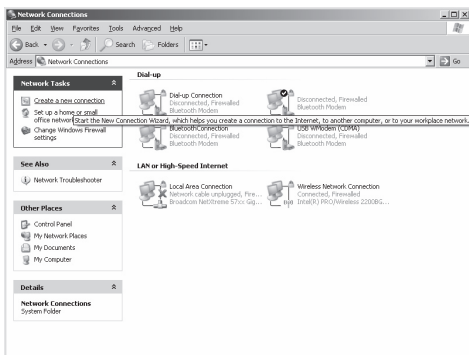 Network Connections
File Edit View Favorites Tools Advanced Help
Back Search Folders
Address Network Connections Go
Network Tasks
Create a new connection
Set up a home or small
office network
Change Windows Firewall
settings
See Also
Network Troubleshooter
Other Places
Control Panel
My Network Places
My Documents
My Computer
Details
Network Connections
System Folder
Dial-up
Dial-up Connection
Disconnected, Firewalled
Bluetooth Modem
Disconnected, Firewalled
Bluetooth Modem
Start the New Connection Wizard, which helps you create a connection to the Internet, to another computer, or to your workplace network.
BluetoothConnection
Disconnected, Firewalled
Bluetooth Modem
USB WModem (CDMA)
Disconnected, Firewalled
Bluetooth Modem
LAN or High-Speed Internet
Local Area Connection
Network cable unplugged, Fire...
Broadcom NetXtreme 57xx Gig...
Wireless Network Connection
Connected, Firewalled
Intel(R) PRO/Wireless 2200BG...